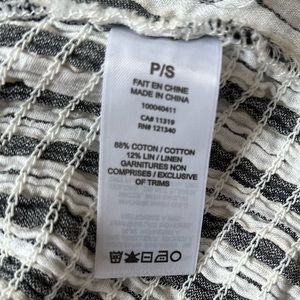 P/S
FAIT EN CHINE
MADE IN CHINA
100040411
CA# 11319
RN# 121340
88% COTON / COTTON
12% LIN / LINEN
GARNITURES NON
COMPRISES / EXCLUSIVE
OF TRIMS